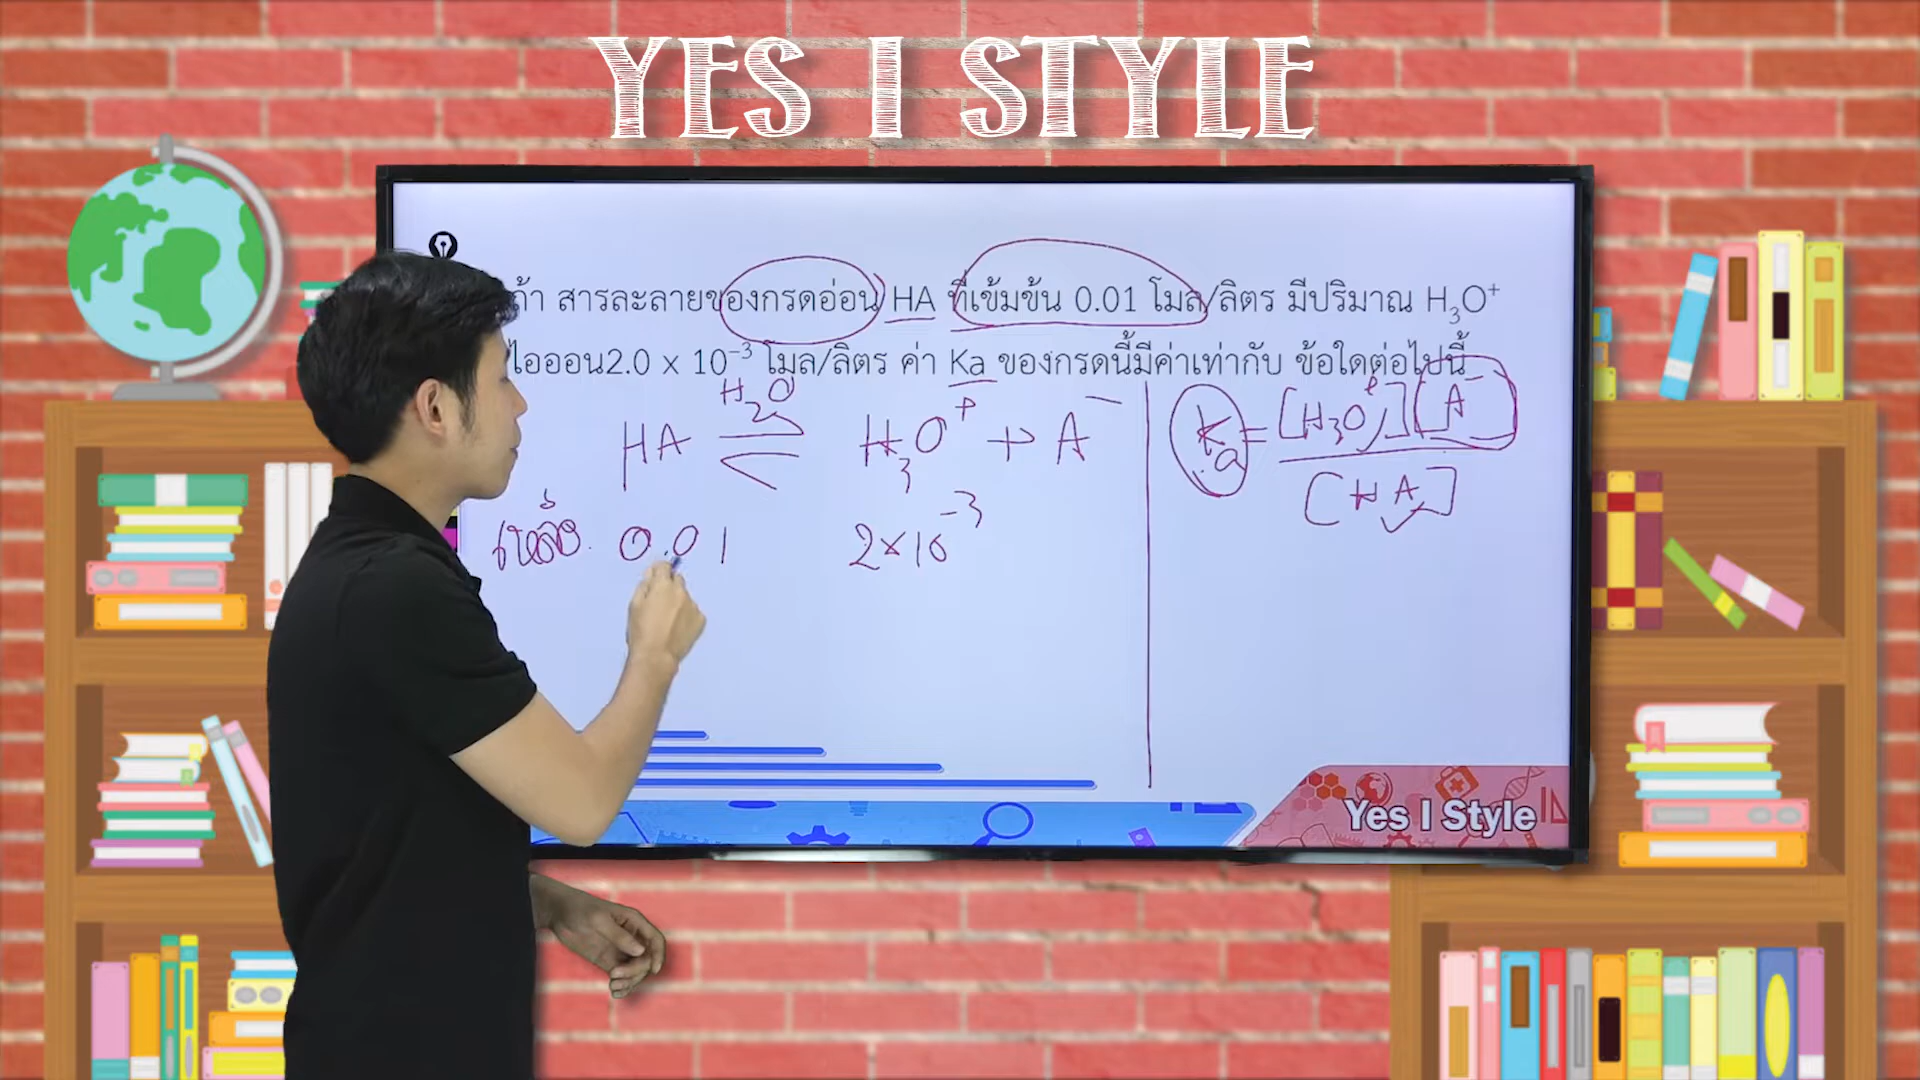 YES I STYLE
ถ้า สารละลายของกรดอ่อน HA ที่เข้มข้น 0.01 โมล/ลิตร มีปริมาณ H₃O⁺
ไอออน2.0 x 10⁻³ โมล/ลิตร ค่า Ka ของกรดนี้มีค่าเท่ากับ ข้อใดต่อไปนี้
HA ⇌ H₂O H₃O⁺ + A⁻
Ka = [H₃O⁺][A⁻] / [HA]
0.01 2×10⁻³
Yes I Style